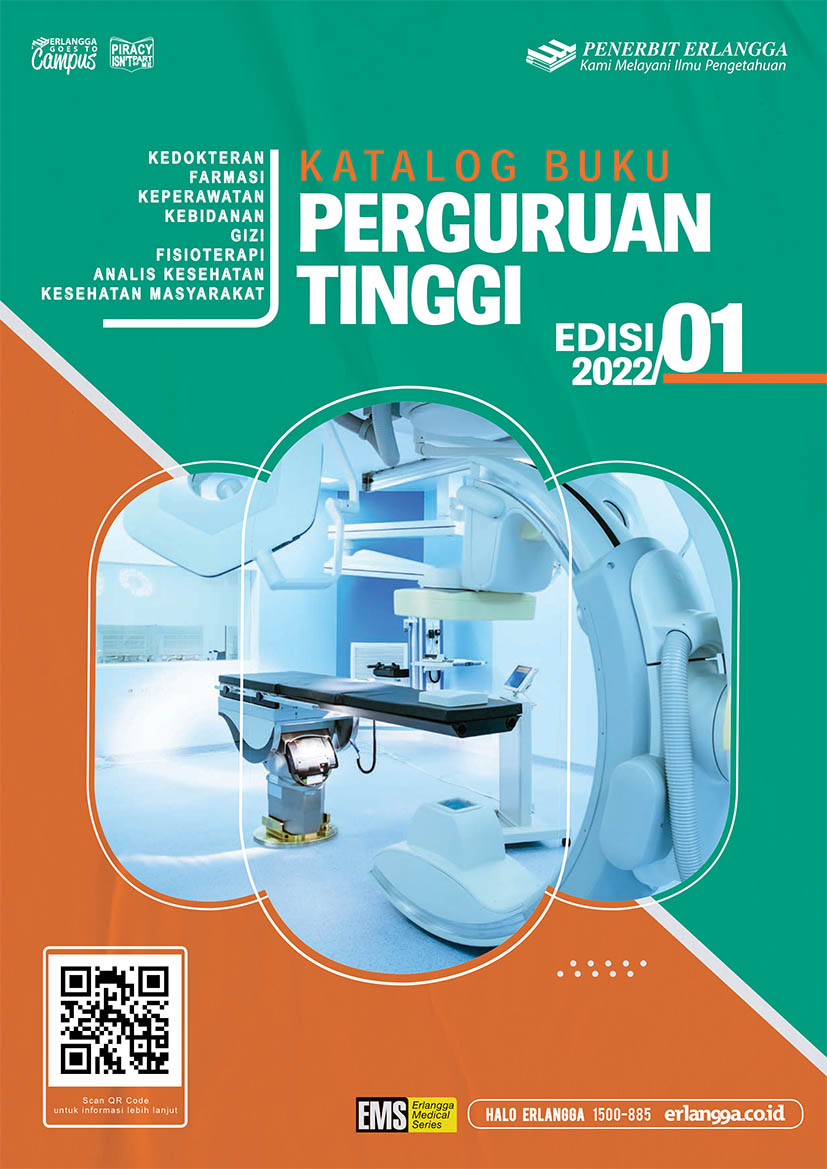 ERLANGGA
GOES TO
Campus
PIRACY
ISN'T PART
OF ME
PENERBIT ERLANGGA
Kami Melayani Ilmu Pengetahuan
KEDOKTERAN
FARMASI
KEPERAWATAN
KEBIDANAN
GIZI
FISIOTERAPI
ANALIS KESEHATAN
KESEHATAN MASYARAKAT
KATALOG BUKU
PERGURUAN
TINGGI
EDISI
2022/01
Scan QR Code
untuk informasi lebih lanjut
EMS
Erlangga
Medical
Series
HALO ERLANGGA 1500-885 erlangga.co.id